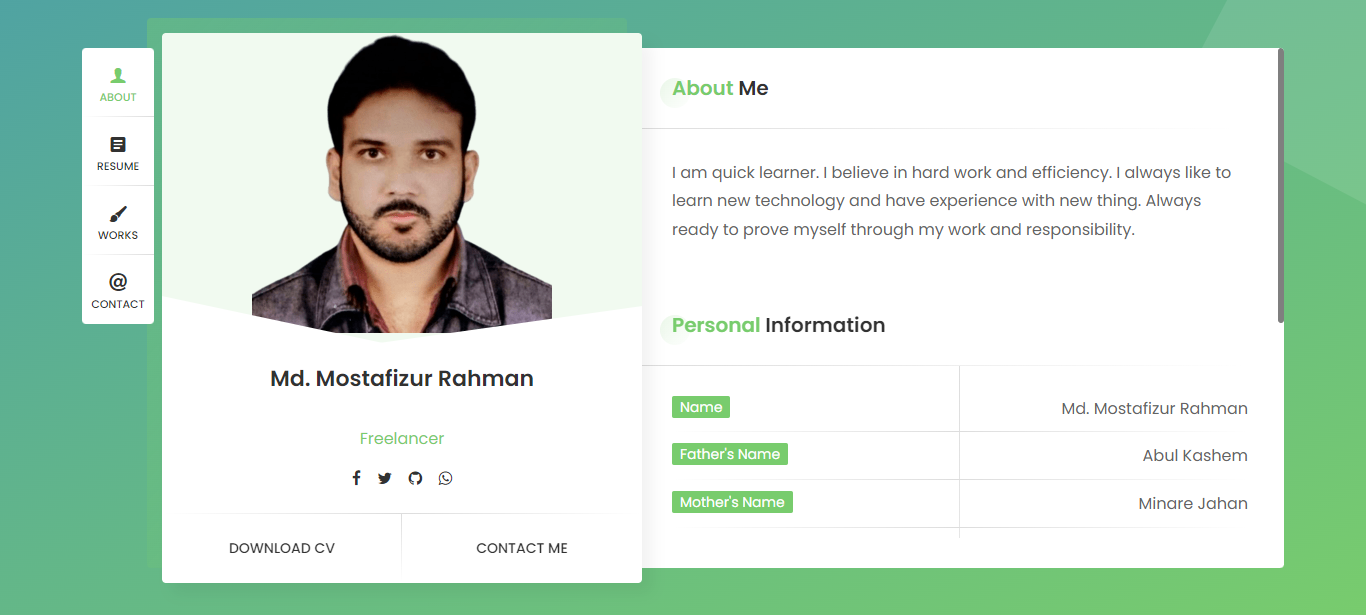 ABOUT
RESUME
WORKS
CONTACT
Md. Mostafizur Rahman
Freelancer
DOWNLOAD CV
CONTACT ME
About Me
I am quick learner. I believe in hard work and efficiency. I always like to
learn new technology and have experience with new thing. Always
ready to prove myself through my work and responsibility.
Personal Information
Name
Md. Mostafizur Rahman
Father's Name
Abul Kashem
Mother's Name
Minare Jahan